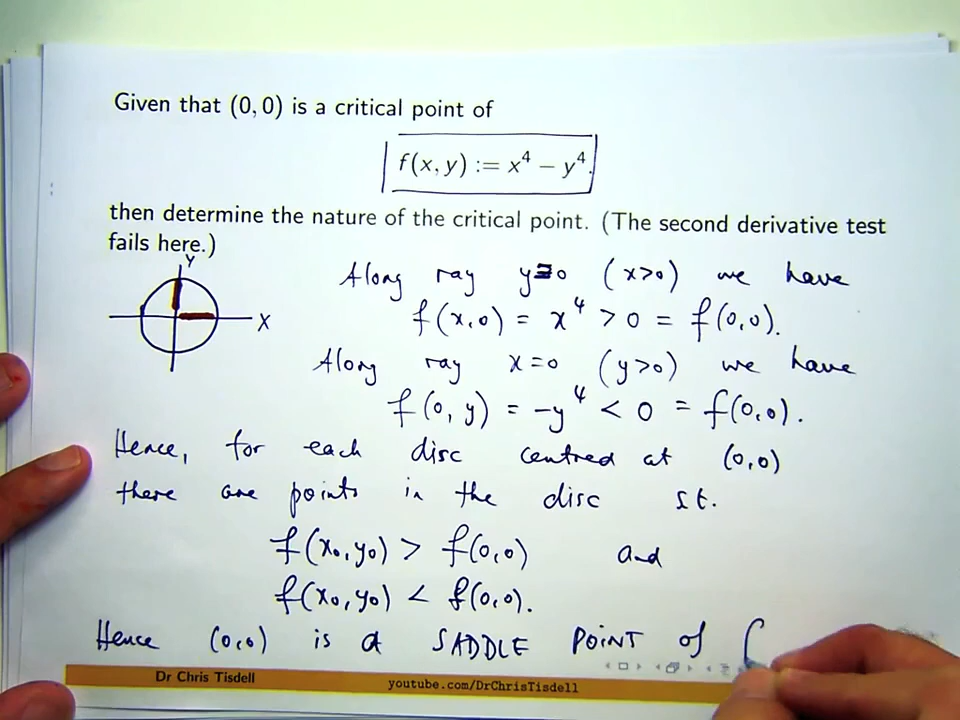 Given that (0, 0) is a critical point of
f(x, y) := x⁴ − y⁴.
then determine the nature of the critical point. (The second derivative test
fails here.)
Y
X
Along ray y=0 (x>0) we have
f(x,0) = x⁴ > 0 = f(0,0).
Along ray x=0 (y>0) we have
f(0, y) = -y⁴ < 0 = f(0,0).
Hence, for each disc centred at (0,0)
there are points in the disc st.
f(x₀,y₀) > f(0,0) and
f(x₀,y₀) < f(0,0).
Hence (0,0) is a SADDLE POINT of
Dr Chris Tisdell
youtube.com/DrChrisTisdell